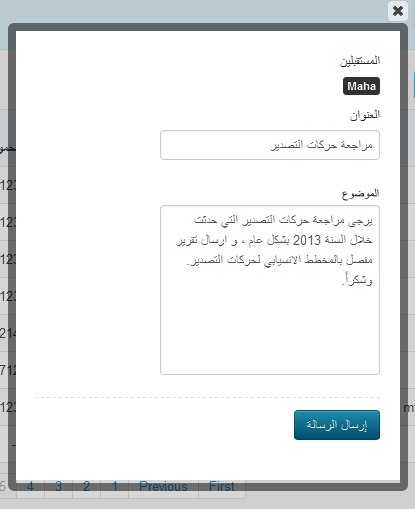 المستقبلين
Maha
العنوان
مراجعة حركات التصدير
الموضوع
يرجى مراجعة حركات التصدير التي حدثت
خلال السنة 2013 بشكل عام ، و ارسال تقرير
مفصل بالمخطط الانسيابي لحركات التصدير.
وشكراً.
إرسال الرسالة
5 4 3 2 1 Previous First